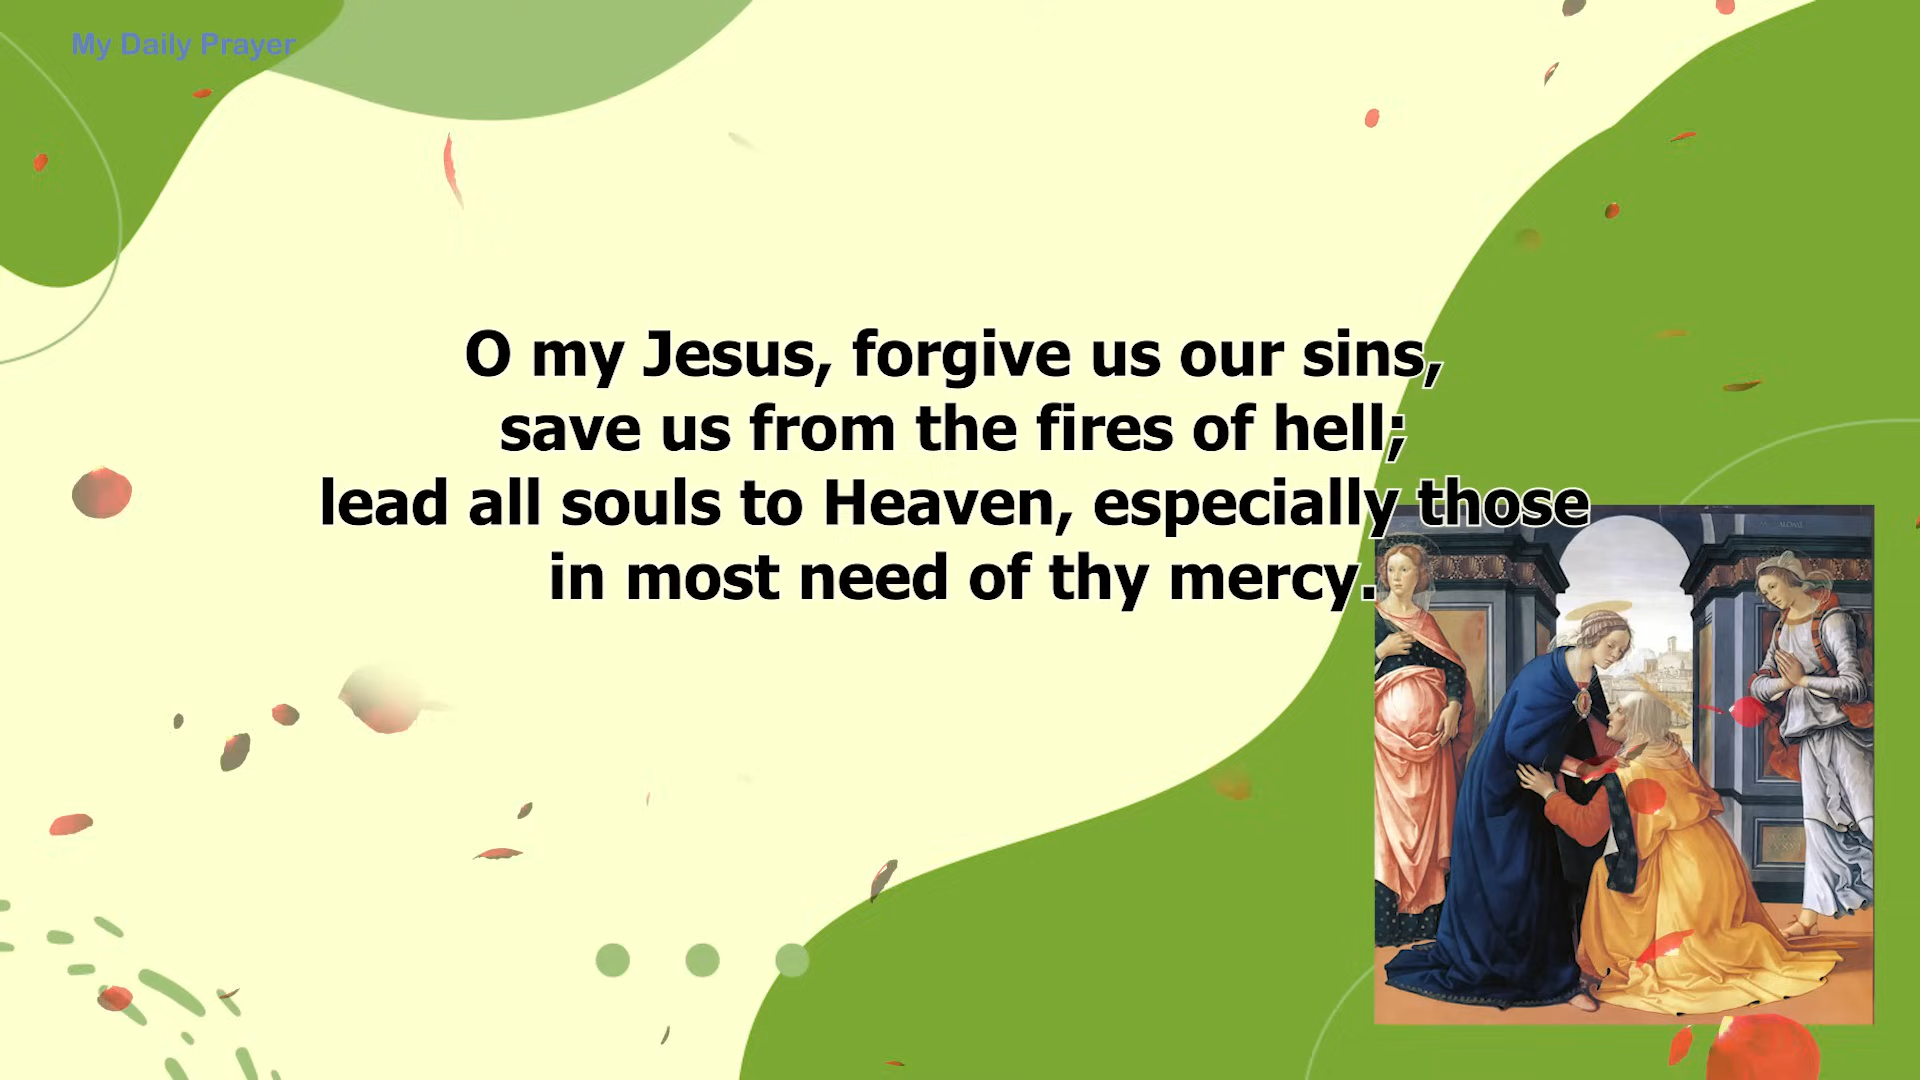 My Daily Prayer
O my Jesus, forgive us our sins,
save us from the fires of hell;
lead all souls to Heaven, especially those
in most need of thy mercy.